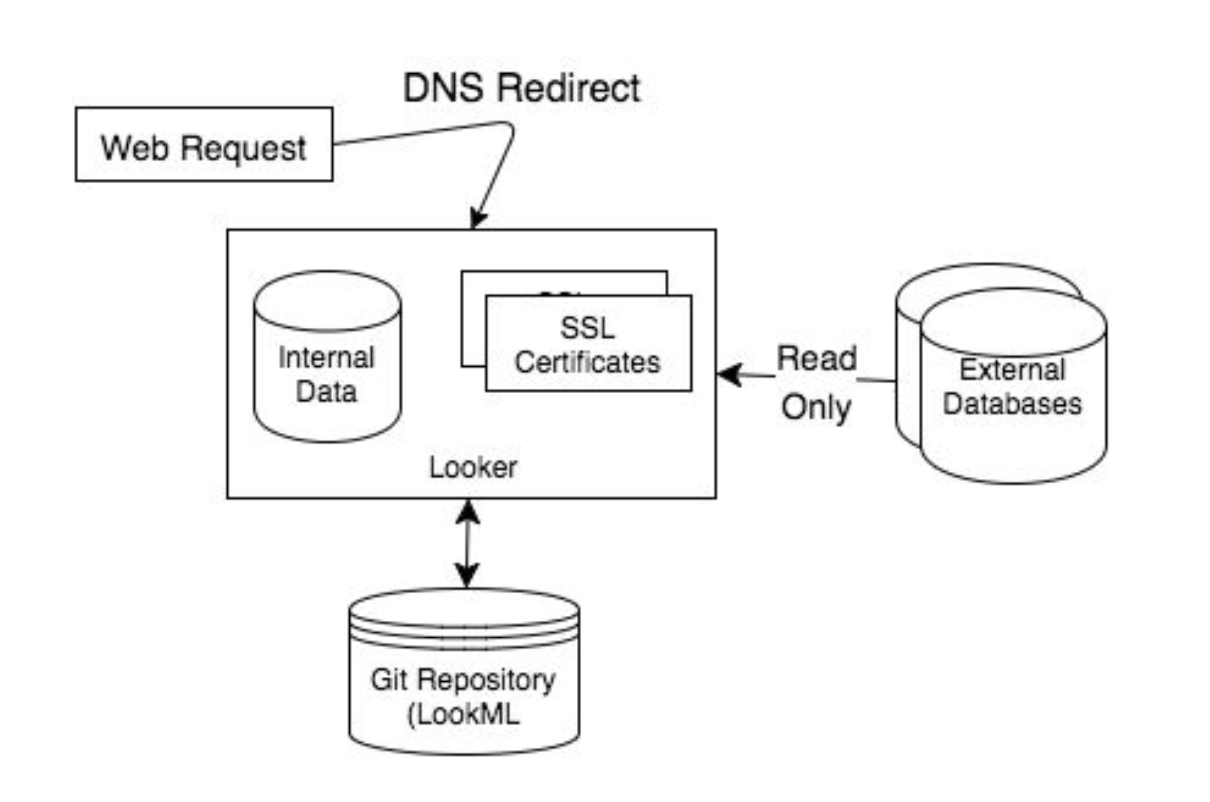 DNS Redirect
Web Request
Internal
Data
SSL
Certificates
Looker
Read
Only
External
Databases
Git Repository
(LookML